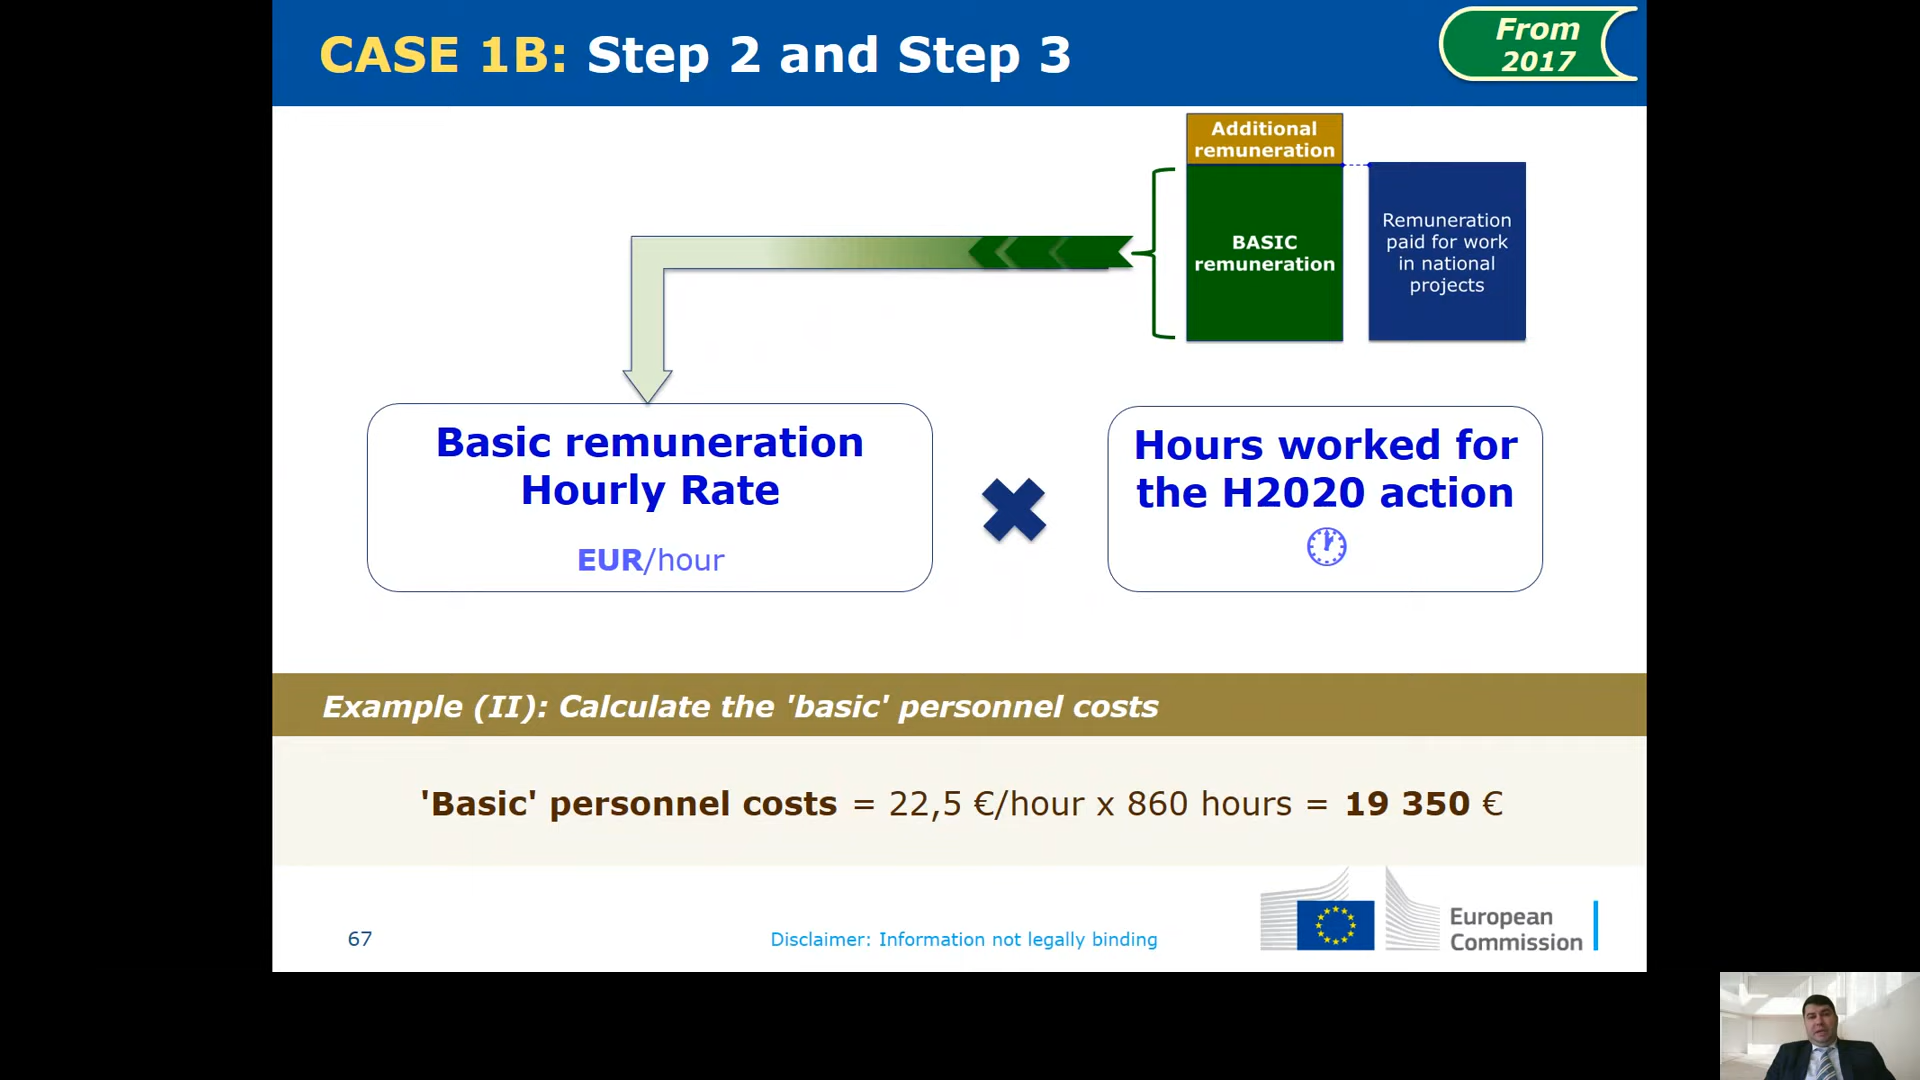 CASE 1B: Step 2 and Step 3
From
2017
Additional
remuneration
BASIC
remuneration
Remuneration
paid for work
in national
projects
Basic remuneration
Hourly Rate
EUR/hour
Hours worked for
the H2020 action
Example (II): Calculate the 'basic' personnel costs
'Basic' personnel costs = 22,5 €/hour x 860 hours = 19 350 €
67
Disclaimer: Information not legally binding
European
Commission